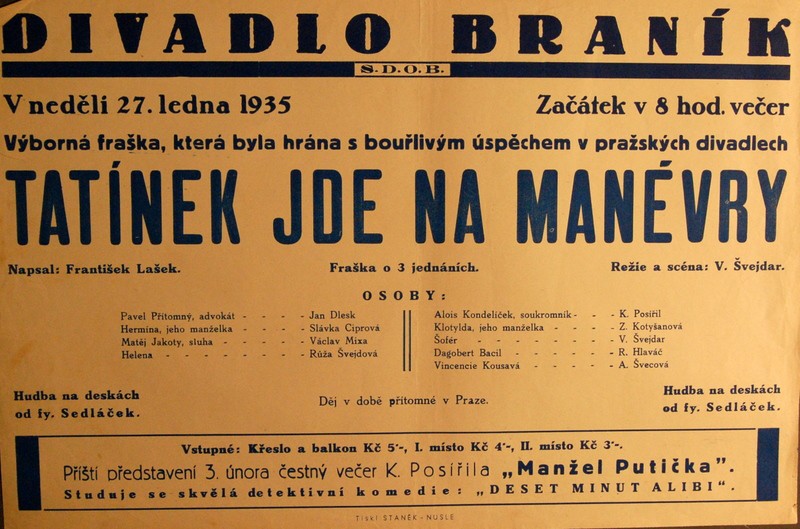 DIVADLO BRANÍK
S.D.O.B.
V neděli 27. ledna 1935 Začátek v 8 hod. večer
Výborná fraška, která byla hrána s bouřlivým úspěchem v pražských divadlech
TATÍNEK JDE NA MANÉVRY
Napsal: František Lašek. Fraška o 3 jednáních. Režie a scéna: V. Švejdar.
OSOBY:
Pavel Přítomný, advokát - - - - Jan Dlesk
Hermína, jeho manželka - - - - Slávka Ciprová
Matěj Jakoty, sluha - - - - - Václav Mixa
Helena - - - - - - - - Růža Švejdová
Alois Kondelíček, soukromník - - - K. Posířil
Klotylda, jeho manželka - - - - Z. Kotyšanová
Šofér - - - - - - - - V. Švejdar
Dagobert Bacil - - - - - - R. Hlaváč
Vincencie Kousavá - - - - - A. Švecová
Hudba na deskách
od fy. Sedláček.
Děj v době přítomné v Praze.
Hudba na deskách
od fy. Sedláček.
Vstupné: Křeslo a balkon Kč 5·-, I. místo Kč 4·-, II. místo Kč 3·-.
Příští představení 3. února čestný večer K. Posířila „Manžel Putička".
Studuje se skvělá detektivní komedie: „DESET MINUT ALIBI".
Tiskl STANĚK - NUSLE